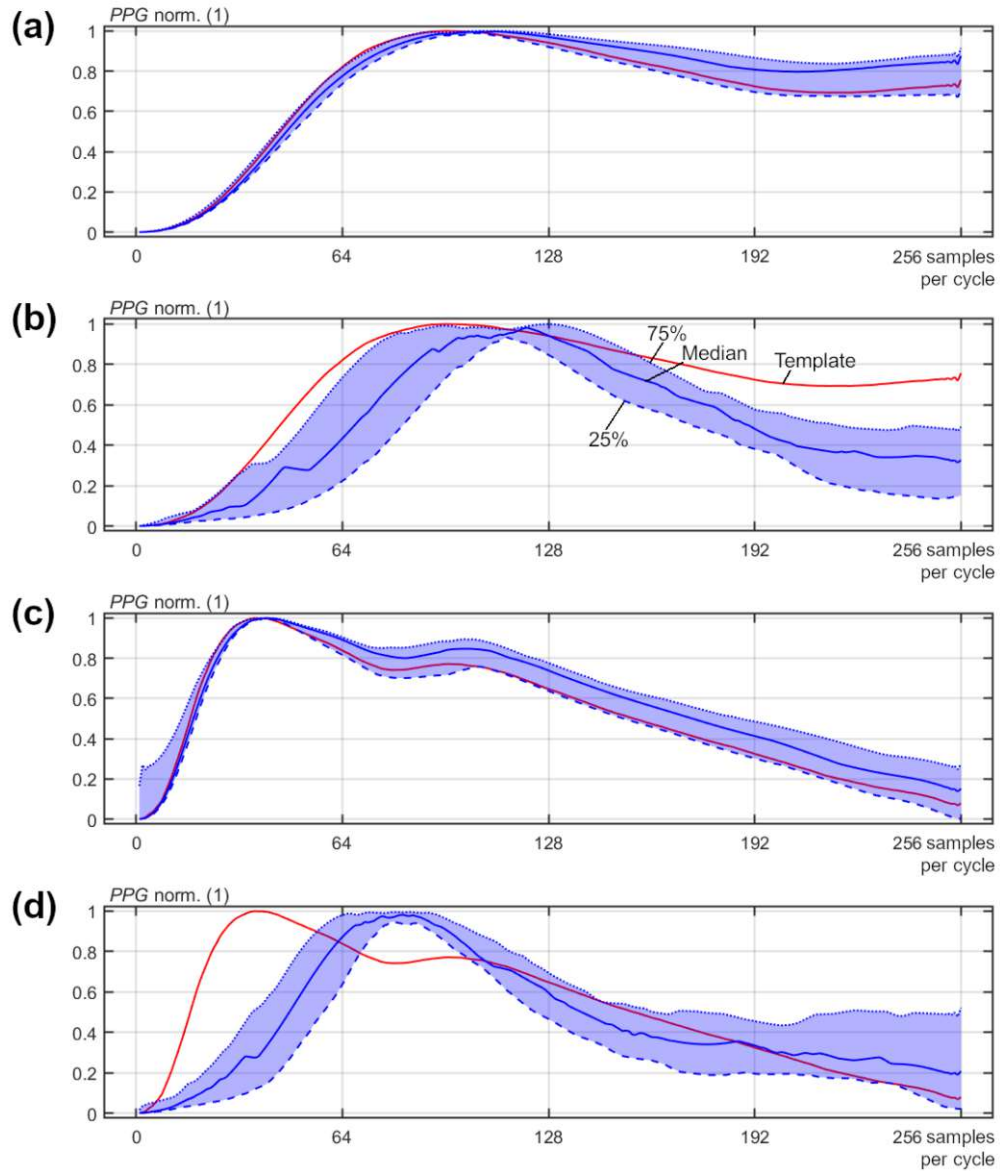 (a)
PPG norm. (1)
1
0.8
0.6
0.4
0.2
0
0 64 128 192 256 samples
per cycle
(b)
PPG norm. (1)
1
0.8
0.6
0.4
0.2
0
75%
Median
Template
25%
0 64 128 192 256 samples
per cycle
(c)
PPG norm. (1)
1
0.8
0.6
0.4
0.2
0
0 64 128 192 256 samples
per cycle
(d)
PPG norm. (1)
1
0.8
0.6
0.4
0.2
0
0 64 128 192 256 samples
per cycle